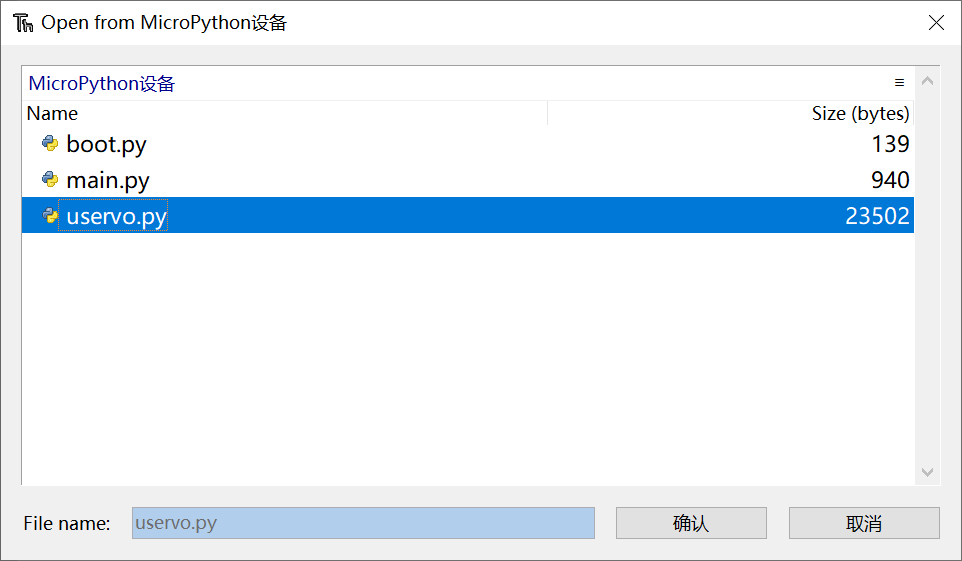 Open from MicroPython设备
MicroPython设备
Name Size (bytes)
boot.py 139
main.py 940
uservo.py 23502
File name: uservo.py 确认 取消